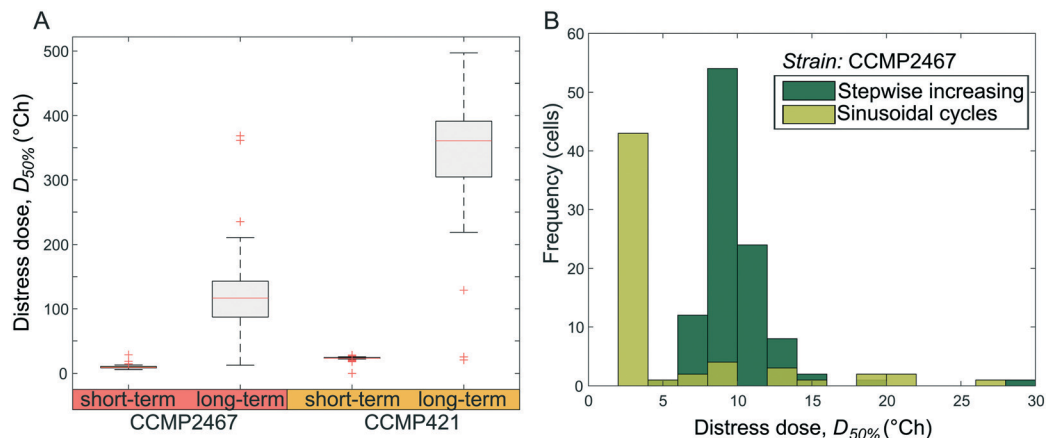 A
Distress dose, D50% (°Ch)
500
400
300
200
100
0
short-term long-term short-term long-term
CCMP2467 CCMP421
B
Frequency (cells)
60
50
40
30
20
10
0
Strain: CCMP2467
Stepwise increasing
Sinusoidal cycles
0 5 10 15 20 25 30
Distress dose, D50% (°Ch)